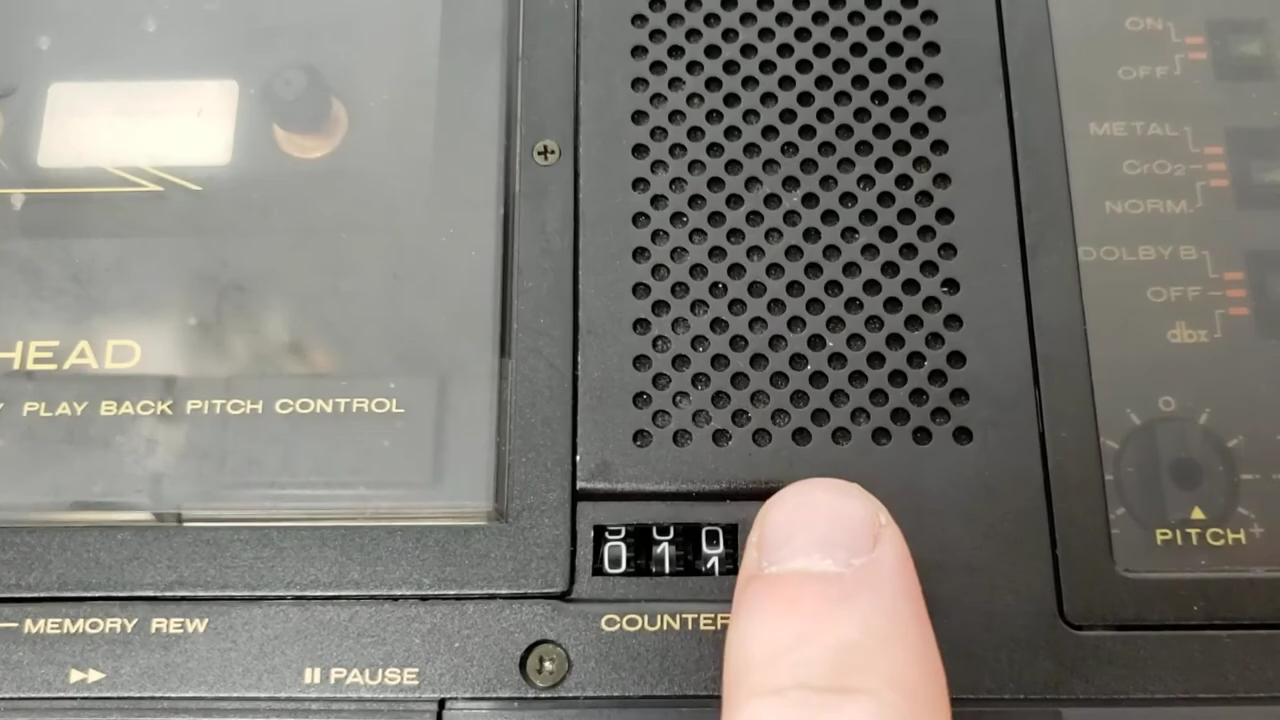 HEAD
PLAY BACK PITCH CONTROL
MEMORY REW
PAUSE
010
COUNTER
ON
OFF
METAL
CrO2
NORM.
DOLBY B
OFF
dbx
0
PITCH +